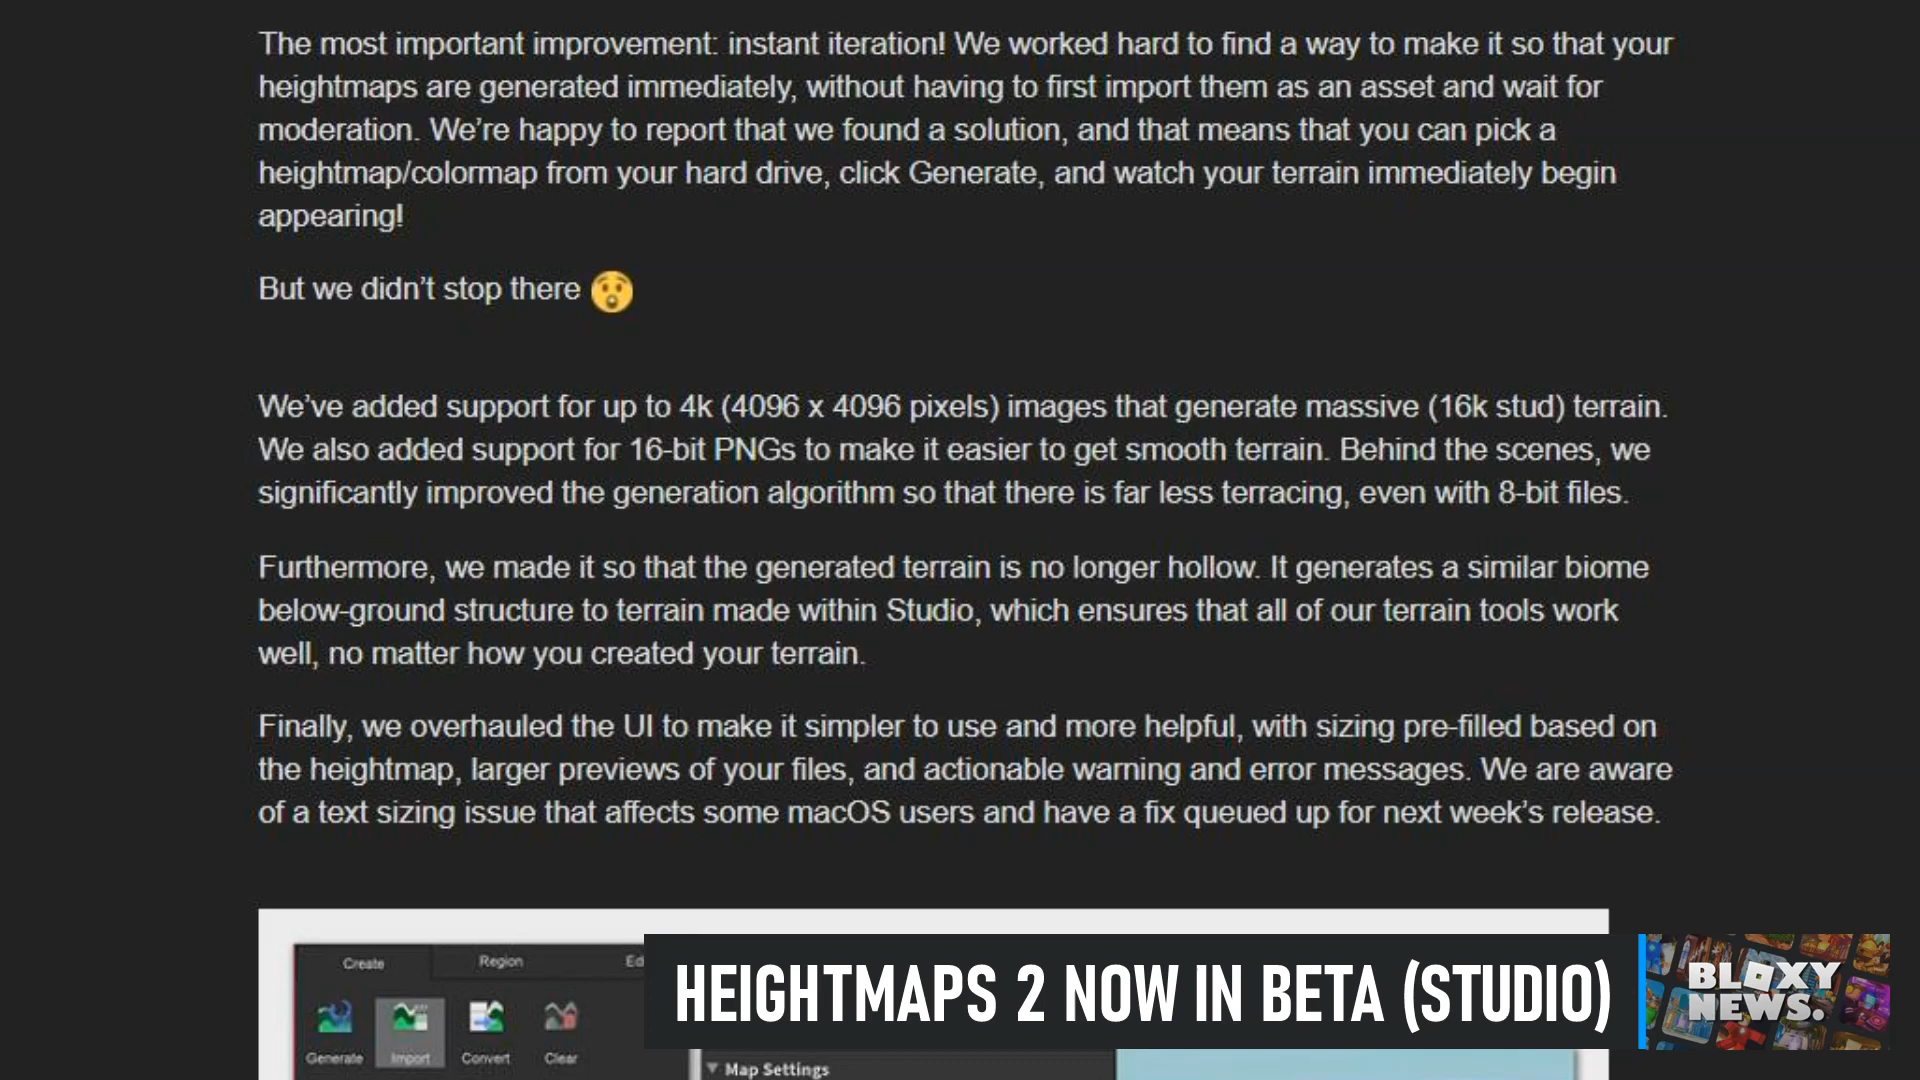 The most important improvement: instant iteration! We worked hard to find a way to make it so that your
heightmaps are generated immediately, without having to first import them as an asset and wait for
moderation. We’re happy to report that we found a solution, and that means that you can pick a
heightmap/colormap from your hard drive, click Generate, and watch your terrain immediately begin
appearing!
But we didn’t stop there 😲
We’ve added support for up to 4k (4096 x 4096 pixels) images that generate massive (16k stud) terrain.
We also added support for 16-bit PNGs to make it easier to get smooth terrain. Behind the scenes, we
significantly improved the generation algorithm so that there is far less terracing, even with 8-bit files.
Furthermore, we made it so that the generated terrain is no longer hollow. It generates a similar biome
below-ground structure to terrain made within Studio, which ensures that all of our terrain tools work
well, no matter how you created your terrain.
Finally, we overhauled the UI to make it simpler to use and more helpful, with sizing pre-filled based on
the heightmap, larger previews of your files, and actionable warning and error messages. We are aware
of a text sizing issue that affects some macOS users and have a fix queued up for next week’s release.
Create Region Ed
Generate Import Convert Clear
Map Settings
HEIGHTMAPS 2 NOW IN BETA (STUDIO)
BLOXY
NEWS.